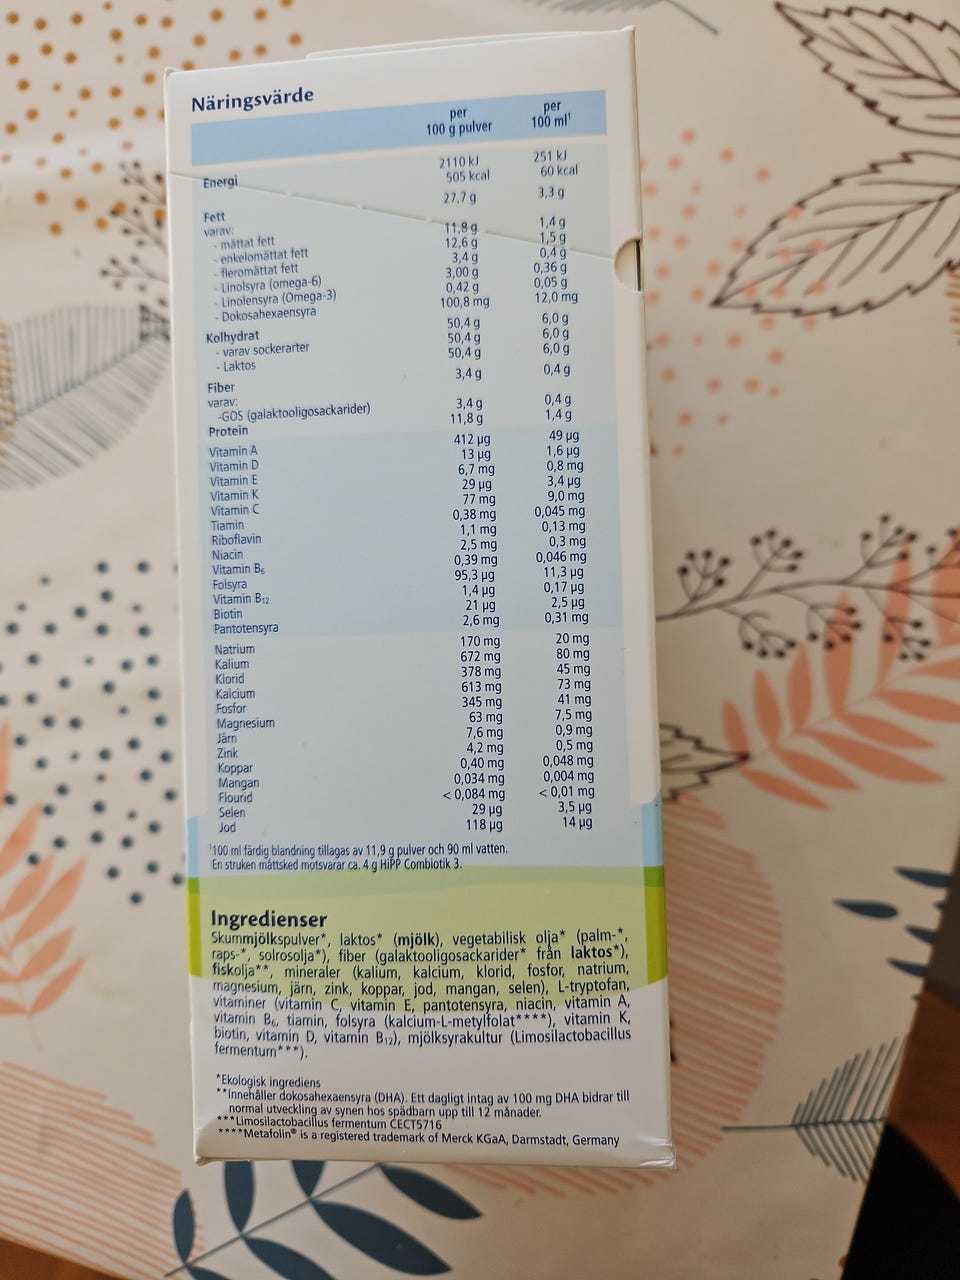 Näringsvärde
per 100 g pulver per 100 ml¹
Energi 2110 kJ 251 kJ
505 kcal 60 kcal
Fett 27,7 g 3,3 g
varav:
- mättat fett 11,8 g 1,4 g
- enkelomättat fett 12,6 g 1,5 g
- fleromättat fett 3,4 g 0,4 g
- Linolsyra (omega-6) 3,00 g 0,36 g
- Linolensyra (Omega-3) 0,42 g 0,05 g
- Dokosahexaensyra 100,8 mg 12,0 mg
Kolhydrat 50,4 g 6,0 g
- varav sockerarter 50,4 g 6,0 g
- Laktos 50,4 g 6,0 g
Fiber 3,4 g 0,4 g
varav:
-GOS (galaktooligosackarider) 3,4 g 0,4 g
Protein 11,8 g 1,4 g
Vitamin A 412 µg 49 µg
Vitamin D 13 µg 1,6 µg
Vitamin E 6,7 mg 0,8 mg
Vitamin K 29 µg 3,4 µg
Vitamin C 77 mg 9,0 mg
Tiamin 0,38 mg 0,045 mg
Riboflavin 1,1 mg 0,13 mg
Niacin 2,5 mg 0,3 mg
Vitamin B₆ 0,39 mg 0,046 mg
Folsyra 95,3 µg 11,3 µg
Vitamin B₁₂ 1,4 µg 0,17 µg
Biotin 21 µg 2,5 µg
Pantotensyra 2,6 mg 0,31 mg
Natrium 170 mg 20 mg
Kalium 672 mg 80 mg
Klorid 378 mg 45 mg
Kalcium 613 mg 73 mg
Fosfor 345 mg 41 mg
Magnesium 63 mg 7,5 mg
Järn 7,6 mg 0,9 mg
Zink 4,2 mg 0,5 mg
Koppar 0,40 mg 0,048 mg
Mangan 0,034 mg 0,004 mg
Flourid < 0,084 mg < 0,01 mg
Selen 29 µg 3,5 µg
Jod 118 µg 14 µg
¹100 ml färdig blandning tillagas av 11,9 g pulver och 90 ml vatten.
En struken måttsked motsvarar ca. 4 g HiPP Combiotik 3.
Ingredienser
Skummjölkspulver*, laktos* (mjölk), vegetabilisk olja* (palm-*,
raps-*, solrosolja*), fiber (galaktooligosackarider* från laktos*),
fiskolja**, mineraler (kalium, kalcium, klorid, fosfor, natrium,
magnesium, järn, zink, koppar, jod, mangan, selen), L-tryptofan,
vitaminer (vitamin C, vitamin E, pantotensyra, niacin, vitamin A,
vitamin B₆, tiamin, folsyra (kalcium-L-metylfolat****), vitamin K,
biotin, vitamin D, vitamin B₁₂), mjölksyrakultur (Limosilactobacillus
fermentum***).
*Ekologisk ingrediens
**Innehåller dokosahexaensyra (DHA). Ett dagligt intag av 100 mg DHA bidrar till
normal utveckling av synen hos spädbarn upp till 12 månader.
***Limosilactobacillus fermentum CECT5716
****Metafolin® is a registered trademark of Merck KGaA, Darmstadt, Germany